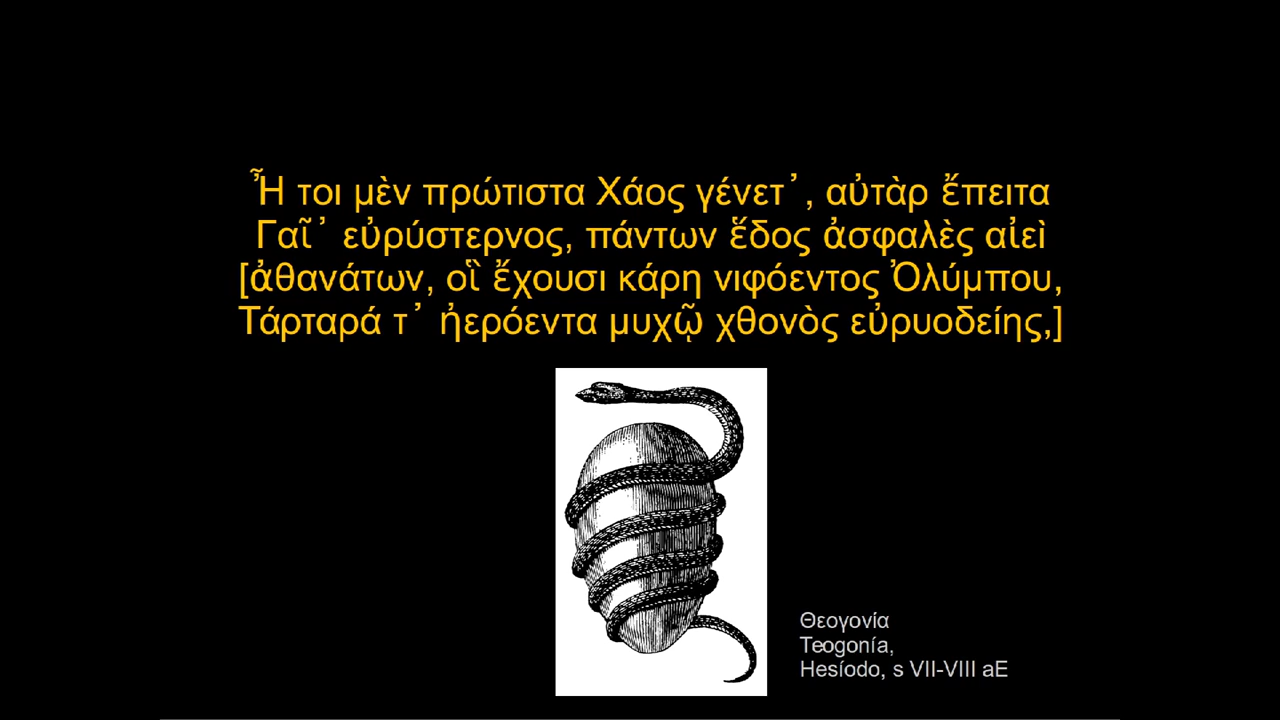 Ἦ τοι μὲν πρώτιστα Χάος γένετ᾽, αὐτὰρ ἔπειτα
Γαῖ᾽ εὐρύστερνος, πάντων ἕδος ἀσφαλὲς αἰεὶ
[ἀθανάτων, οἳ ἔχουσι κάρη νιφόεντος Ὀλύμπου,
Τάρταρά τ᾽ ἠερόεντα μυχῷ χθονὸς εὐρυοδείης,]
Θεογονία
Teogonía,
Hesíodo, s VII-VIII aE